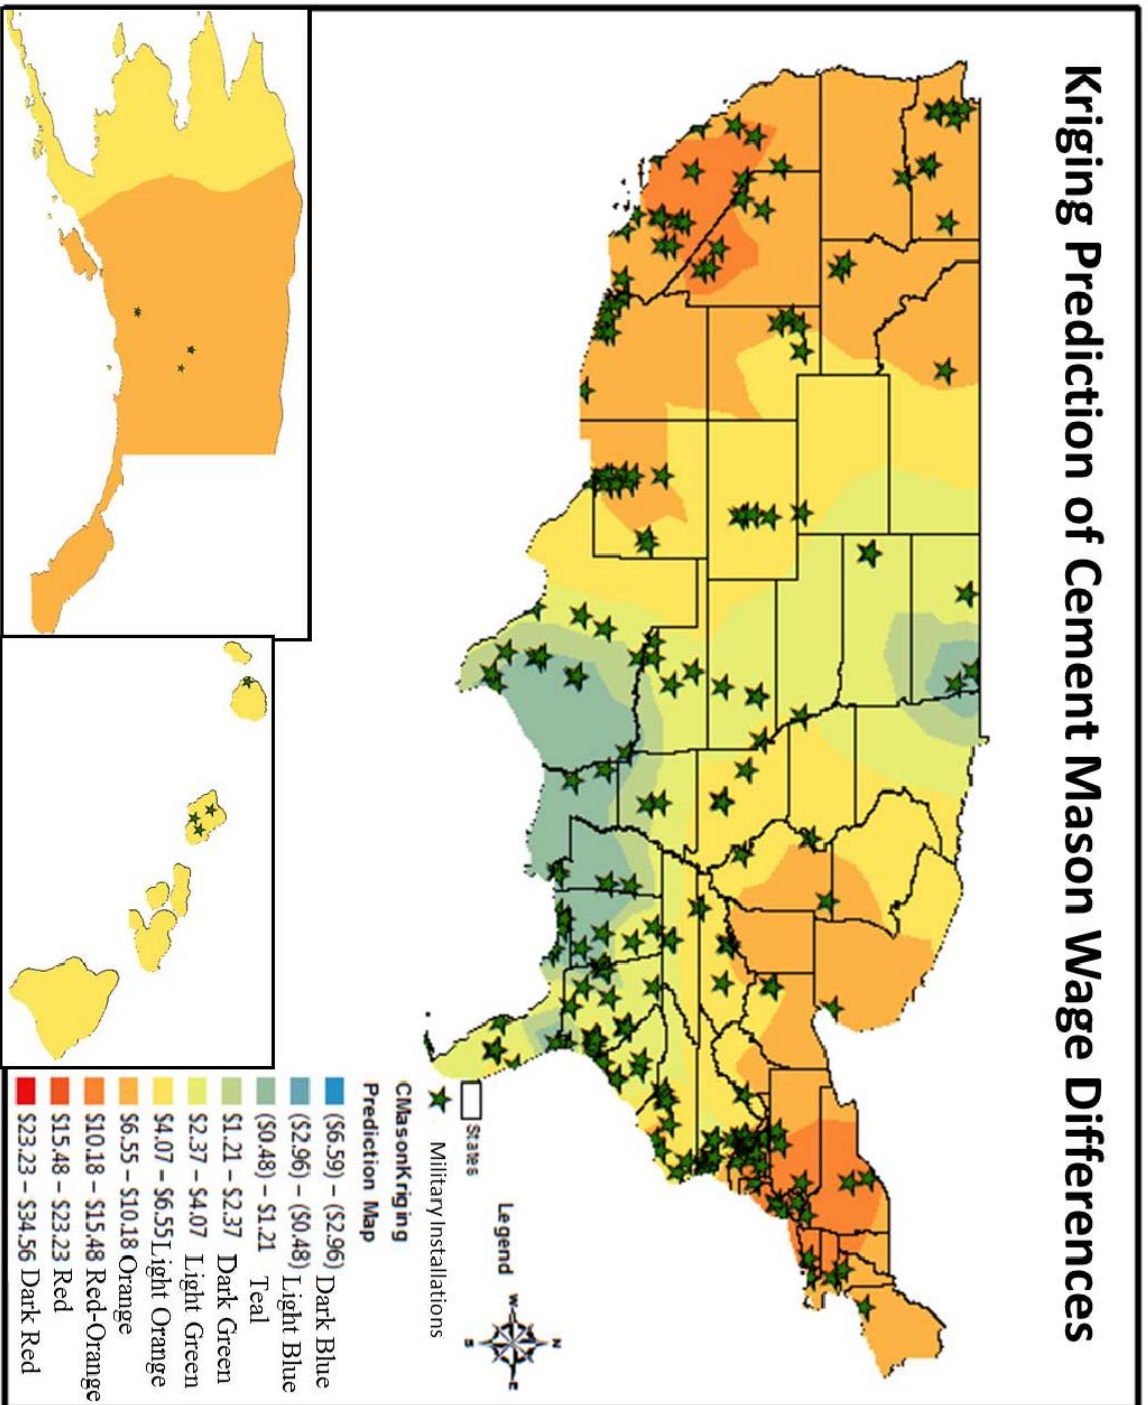 Kriging Prediction of Cement Mason Wage Differences
Legend
W
N
S
E
Military Installations
States
CMasonKriging
Prediction Map
($6.59) – ($2.96) Dark Blue
($2.96) – ($0.48) Light Blue
($0.48) – $1.21 Teal
$1.21 – $2.37 Dark Green
$2.37 – $4.07 Light Green
$4.07 – $6.55 Light Orange
$6.55 – $10.18 Orange
$10.18 – $15.48 Red-Orange
$15.48 – $23.23 Red
$23.23 – $34.56 Dark Red